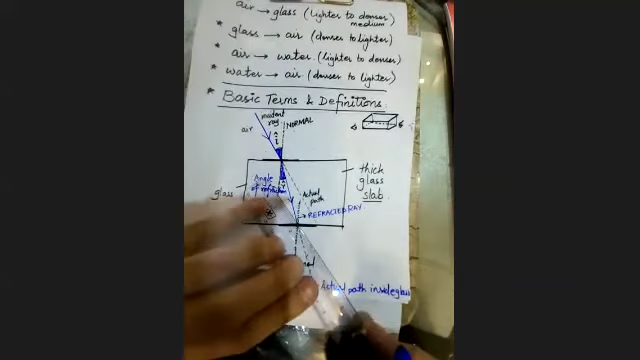 air → glass (lighter to denser medium)
* glass → air (denser to lighter)
* air → water (lighter to denser)
* water → air (denser to lighter)
* Basic Terms & Definitions
incident ray
NORMAL
air
î
thick glass slab
Angle of refraction
Actual path
glass
→ REFRACTED RAY
Actual path inside glass